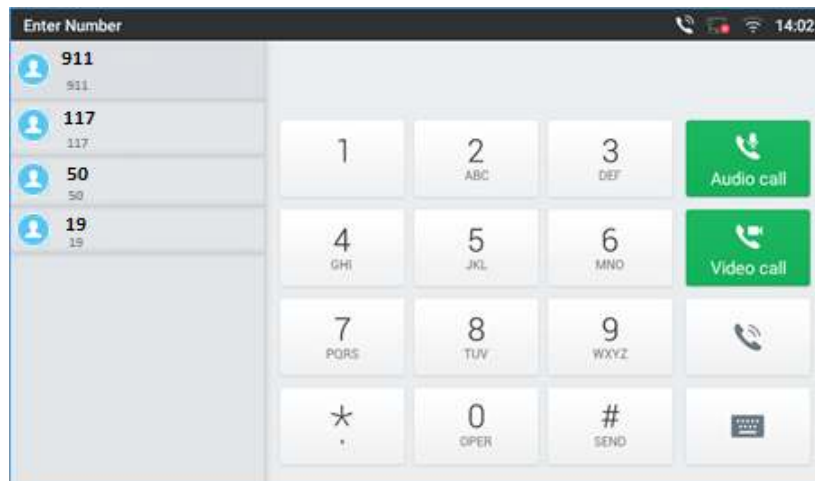 Enter Number
14:02
911
911
117
117
50
50
19
19
1
2
ABC
3
DEF
Audio call
4
GHI
5
JKL
6
MNO
Video call
7
PQRS
8
TUV
9
WXYZ
*
.
0
OPER
#
SEND